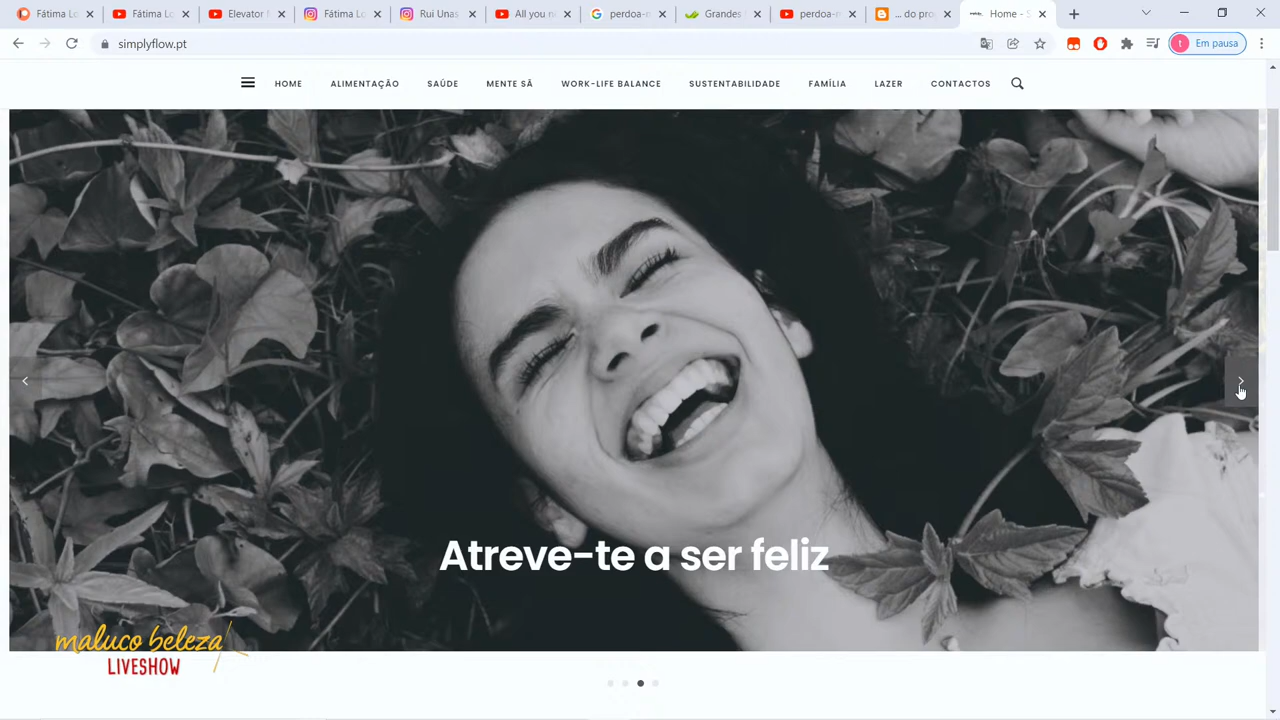 Fátima Lo
Fátima Lo
Elevator
Fátima Lo
Rui Unas
All you n
perdoa-m
Grandes
perdoa-m
... do pro
Home - S
simplyflow.pt
t
Em pausa
HOME
ALIMENTAÇÃO
SAÚDE
MENTE SÃ
WORK-LIFE BALANCE
SUSTENTABILIDADE
FAMÍLIA
LAZER
CONTACTOS
Atreve-te a ser feliz
maluco beleza
LIVESHOW